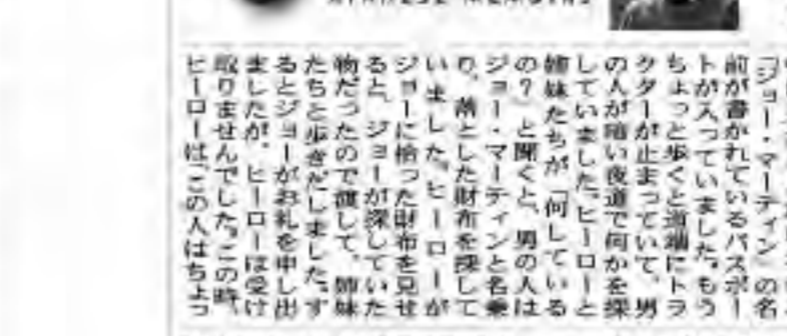 「ジョー・マーティン」の名
前が書かれているパスポー
トが入っていました。もう
ちょっと歩くと道端にトラ
クターが止まっていて、男
の人が暗い夜道で何かを探
していました。ヒーローと
姉妹たちが「何している
の？」と聞くと、男の人は
ジョー・マーティンと名乗
り、落とした財布を探して
いました。ヒーローが
ジョーに拾った財布を見せ
ると、ジョーが探していた
物だったので渡して、姉妹
たちと歩きだしました。す
るとジョーがお礼を申し出
ましたが、ヒーローは受け
取りませんでした。この時、
ヒーローは「この人はちょっ